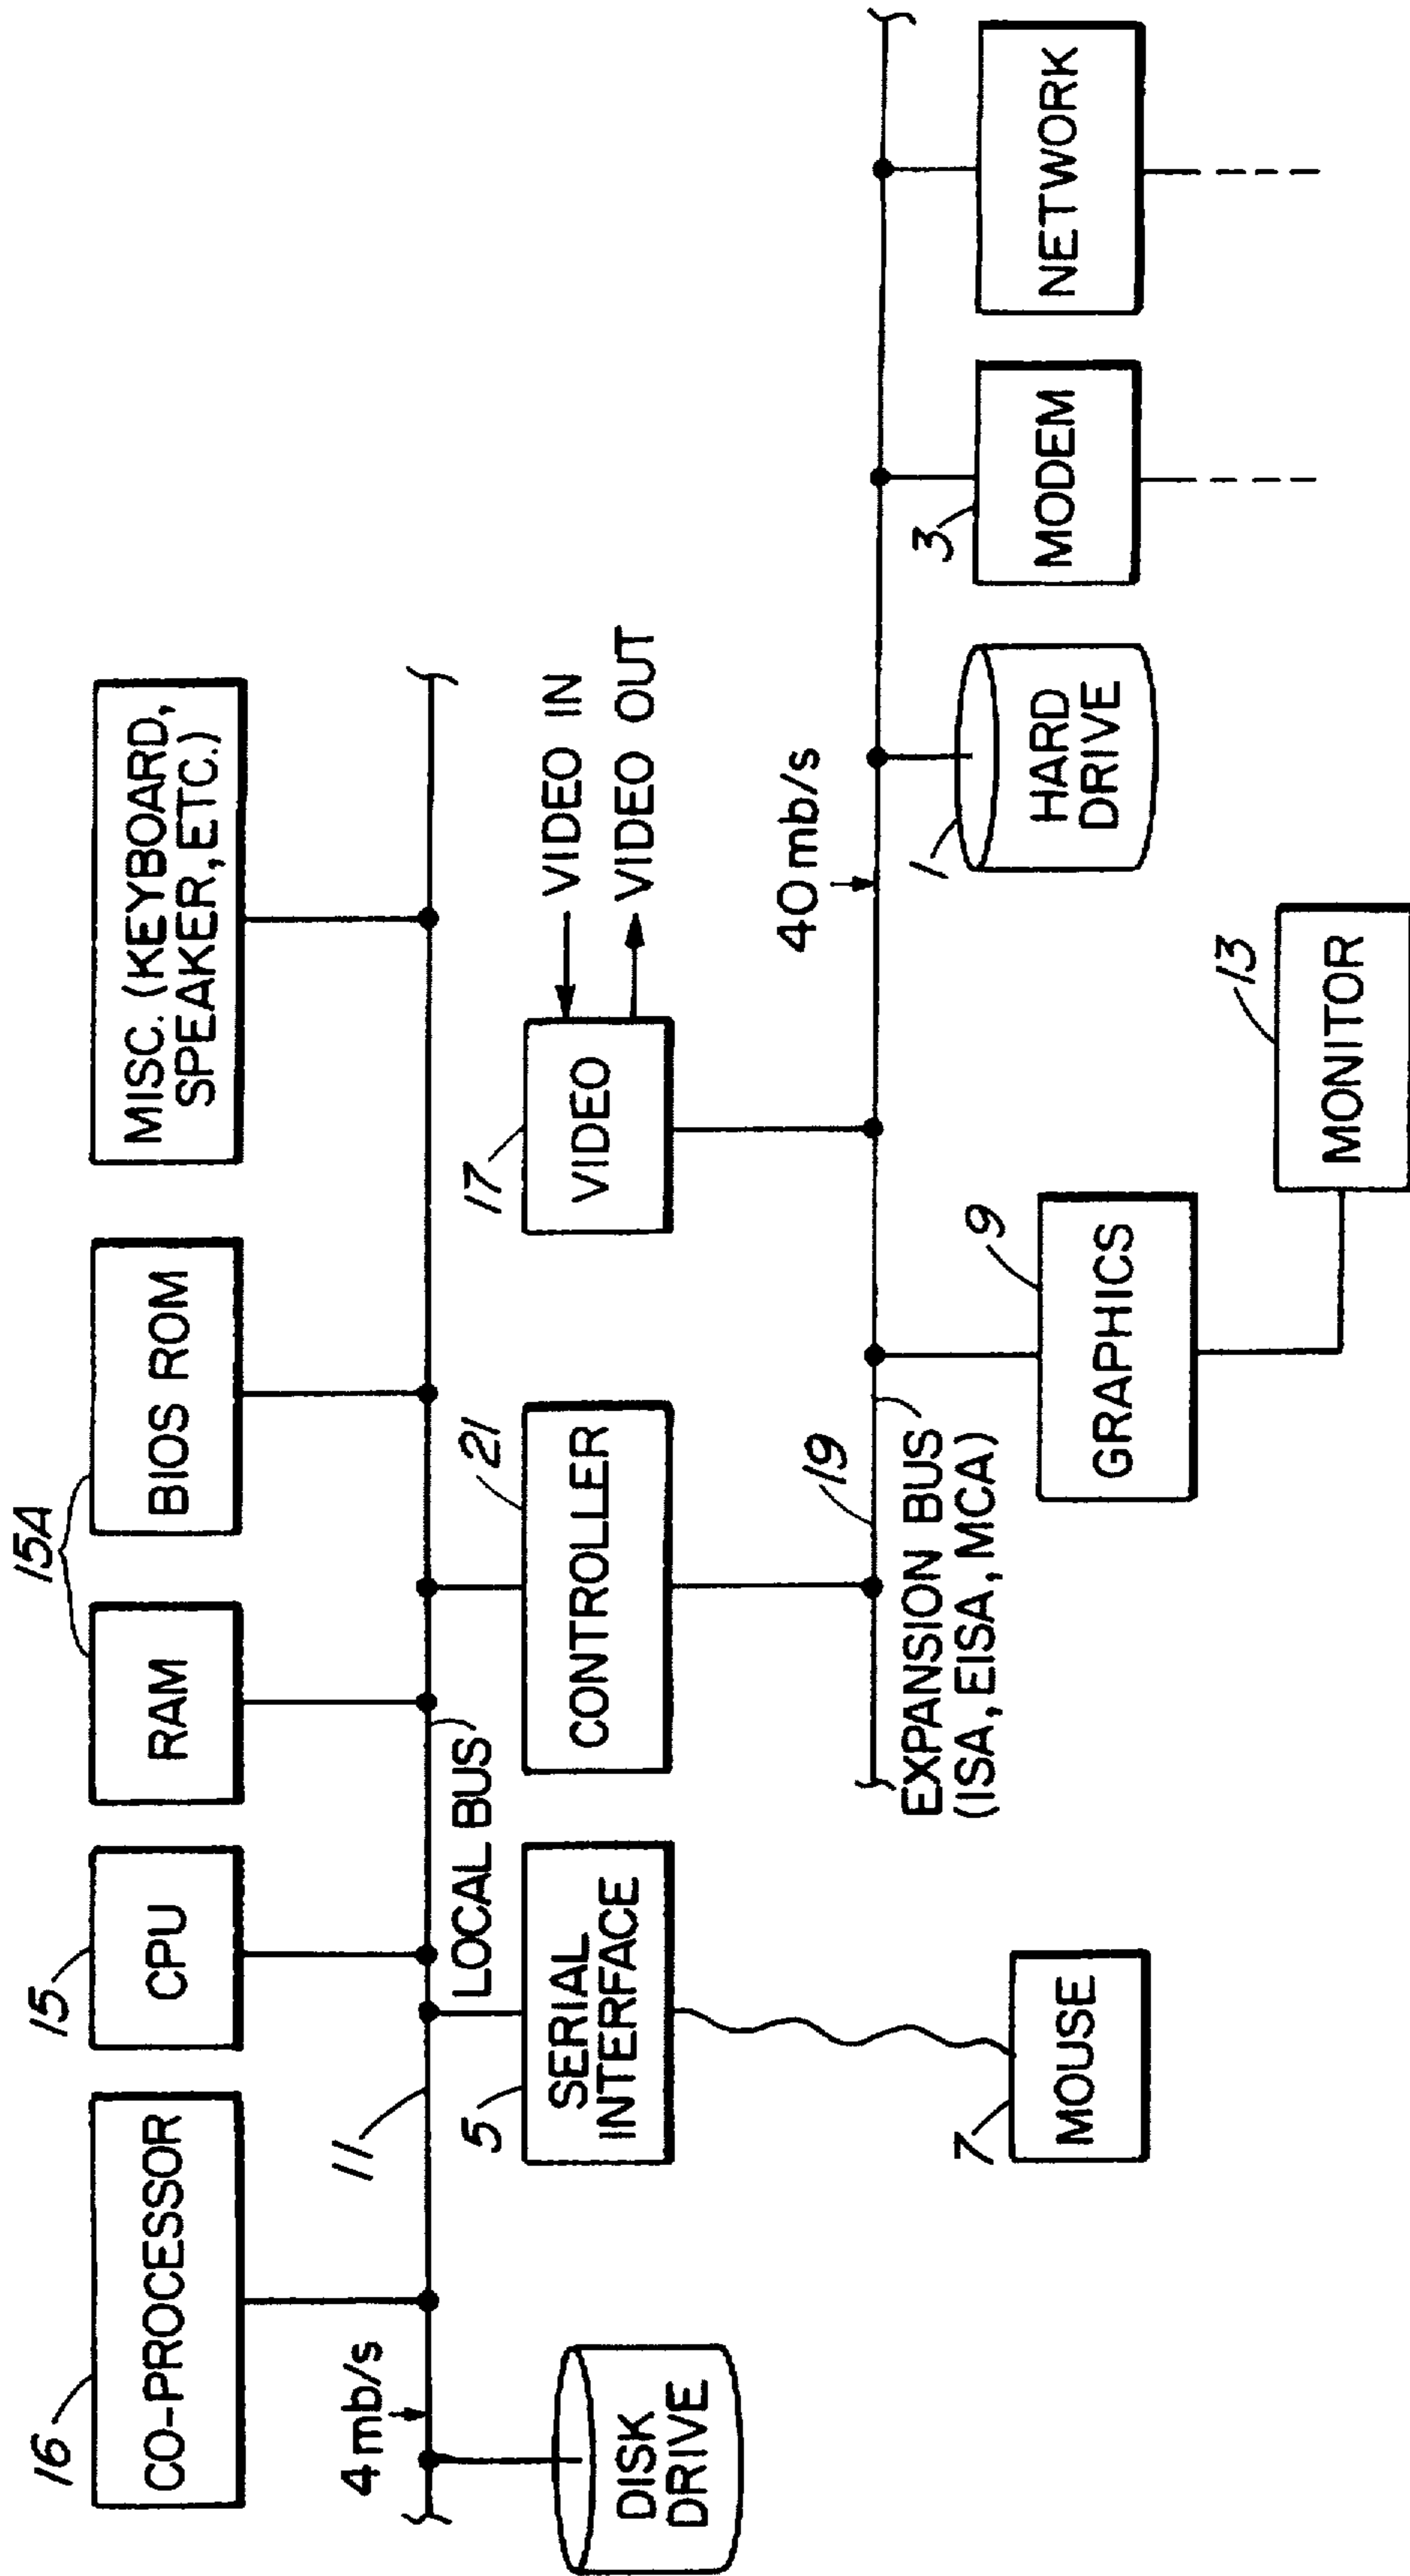 16
CO-PROCESSOR
15
CPU
15A
RAM
BIOS ROM
MISC. (KEYBOARD,
SPEAKER, ETC.)
4 mb/s
11
LOCAL BUS
DISK
DRIVE
5
SERIAL
INTERFACE
7
MOUSE
21
CONTROLLER
17
VIDEO
VIDEO IN
VIDEO OUT
19
EXPANSION BUS
(ISA, EISA, MCA)
40 mb/s
9
GRAPHICS
13
MONITOR
1
HARD
DRIVE
3
MODEM
NETWORK